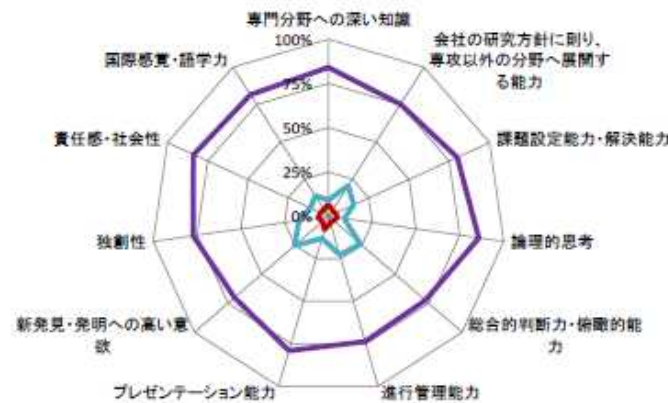 専門分野への深い知識
会社の研究方針に則り、
専攻以外の分野へ展開す
る能力
課題設定能力・解決能力
論理的思考
総合的判断力・俯瞰的能
力
進行管理能力
プレゼンテーション能力
新発見・発明への高い意
欲
独創性
責任感・社会性
国際感覚・語学力
100%
75%
50%
25%
0%